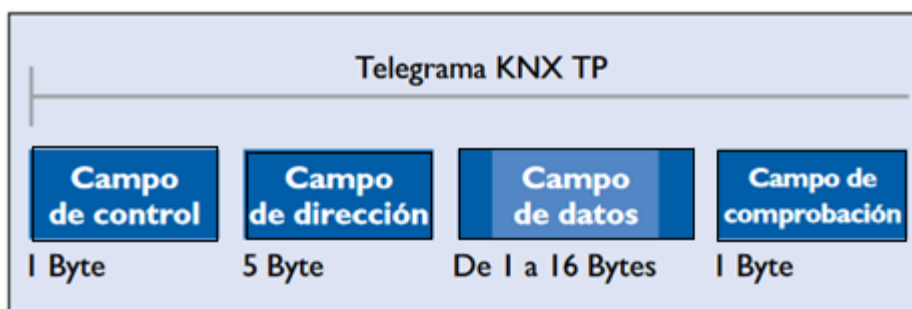 Telegrama KNX TP
Campo de control
Campo de dirección
Campo de datos
Campo de comprobación
1 Byte
5 Byte
De 1 a 16 Bytes
1 Byte